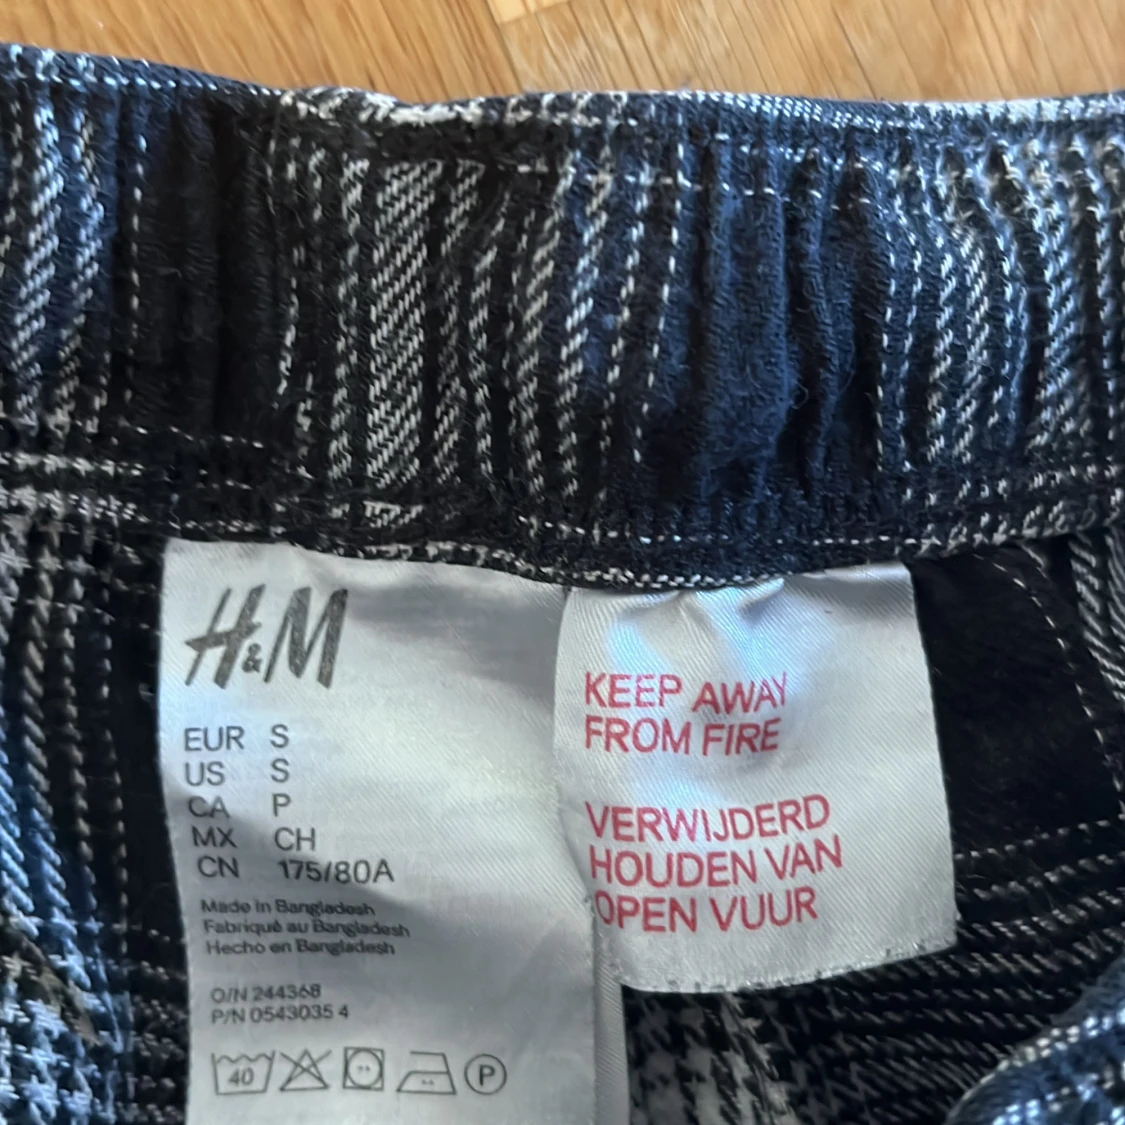 H&M
EUR S
US S
CA P
MX CH
CN 175/80A
Made in Bangladesh
Fabriqué au Bangladesh
Hecho en Bangladesh
O/N 244368
P/N 0543035 4
40
P
KEEP AWAY
FROM FIRE
VERWIJDERD
HOUDEN VAN
OPEN VUUR